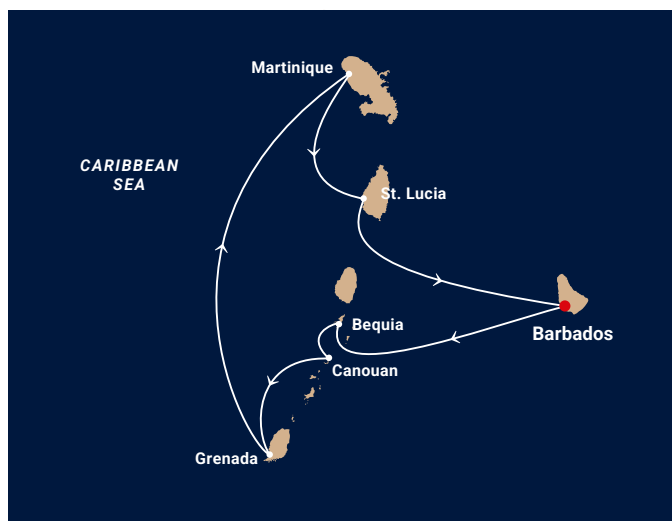 Martinique
CARIBBEAN
SEA
St. Lucia
Bequia
Barbados
Canouan
Grenada